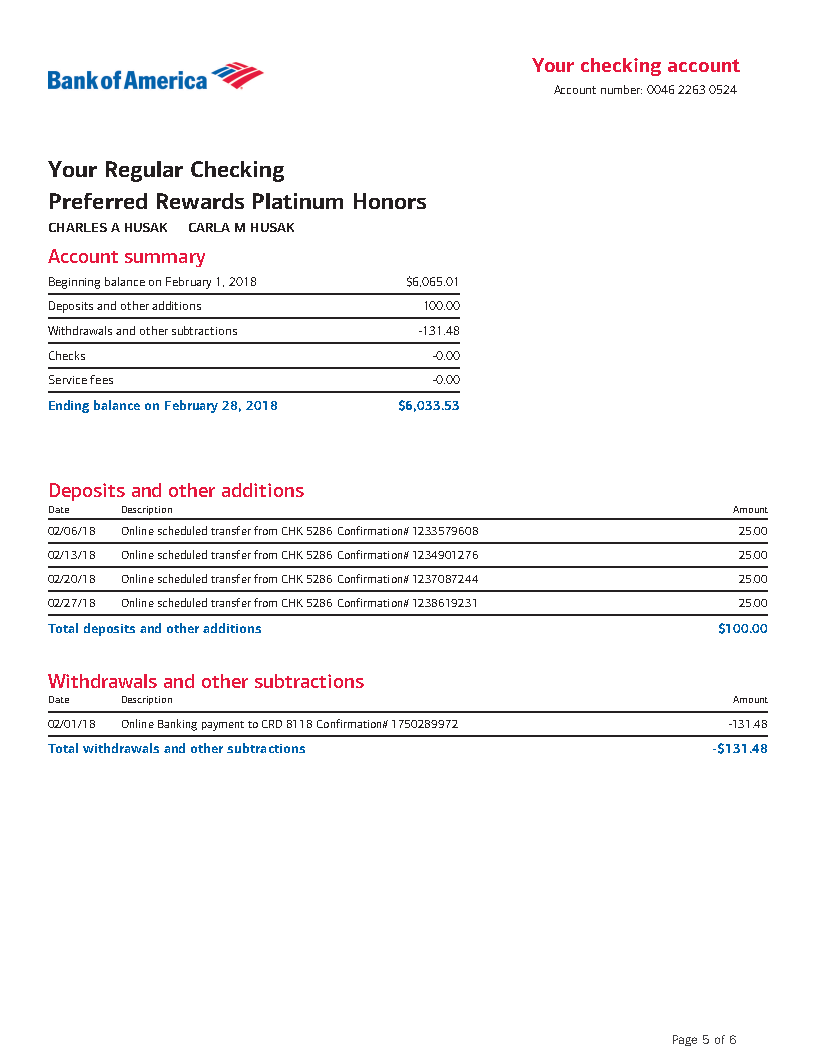 Bank of America
Your checking account
Account number: 0046 2263 0524
Your Regular Checking
Preferred Rewards Platinum Honors
CHARLES A HUSAK CARLA M HUSAK
Account summary
Beginning balance on February 1, 2018 $6,065.01
Deposits and other additions 100.00
Withdrawals and other subtractions -131.48
Checks -0.00
Service fees -0.00
Ending balance on February 28, 2018 $6,033.53
Deposits and other additions
Date Description Amount
02/06/18 Online scheduled transfer from CHK 5286 Confirmation# 1233579608 25.00
02/13/18 Online scheduled transfer from CHK 5286 Confirmation# 1234901276 25.00
02/20/18 Online scheduled transfer from CHK 5286 Confirmation# 1237087244 25.00
02/27/18 Online scheduled transfer from CHK 5286 Confirmation# 1238619231 25.00
Total deposits and other additions $100.00
Withdrawals and other subtractions
Date Description Amount
02/01/18 Online Banking payment to CRD 8118 Confirmation# 1750289972 -131.48
Total withdrawals and other subtractions -$131.48
Page 5 of 6